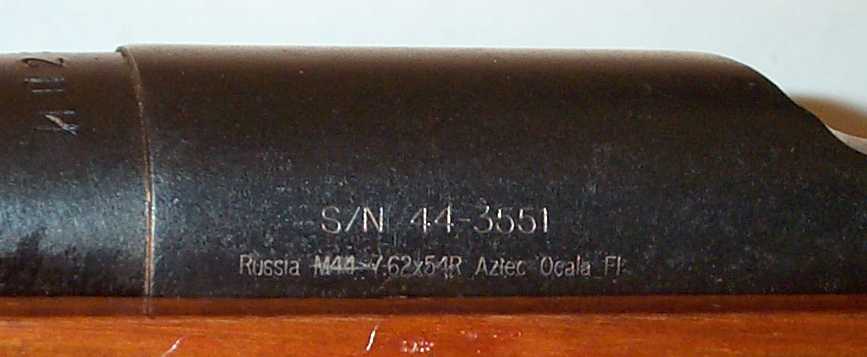 S/N 44-3551
Russia M44 7.62x54R Aztec Ocala Fl